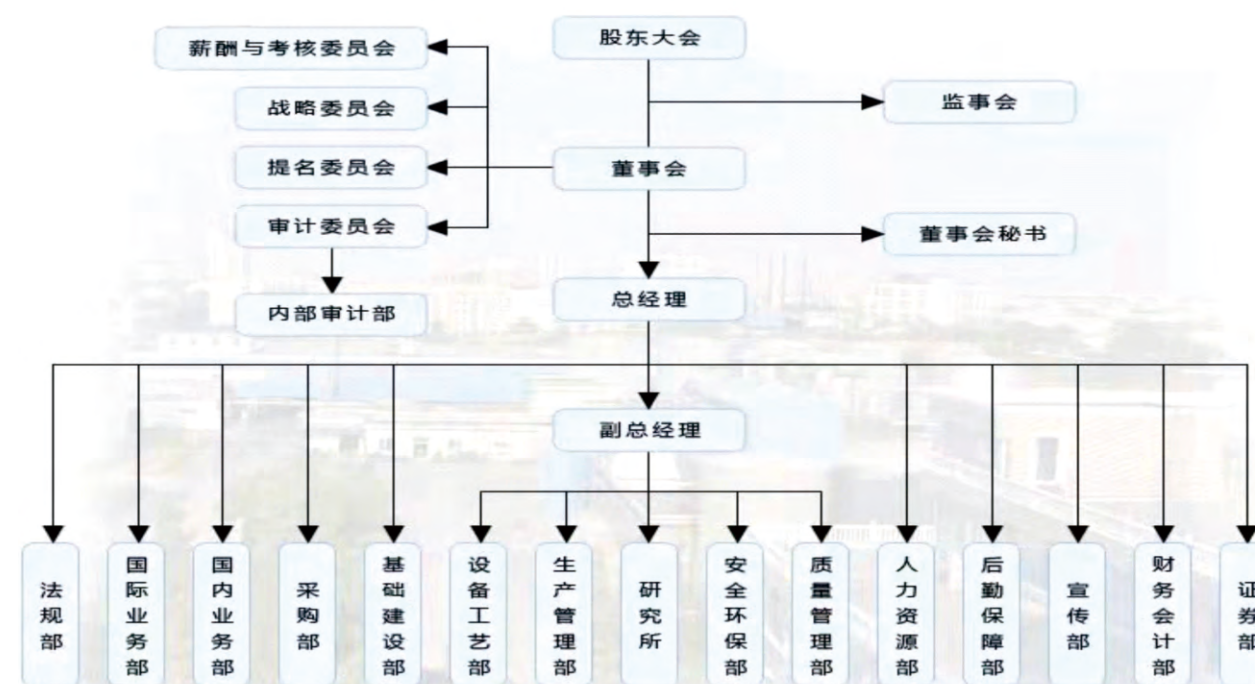 股东大会
薪酬与考核委员会
战略委员会
监事会
提名委员会
董事会
审计委员会
董事会秘书
内部审计部
总经理
副总经理
法规部
国际业务部
国内业务部
采购部
基础建设部
设备工艺部
生产管理部
研究所
安全环保部
质量管理部
人力资源部
后勤保障部
宣传部
财务会计部
证券部